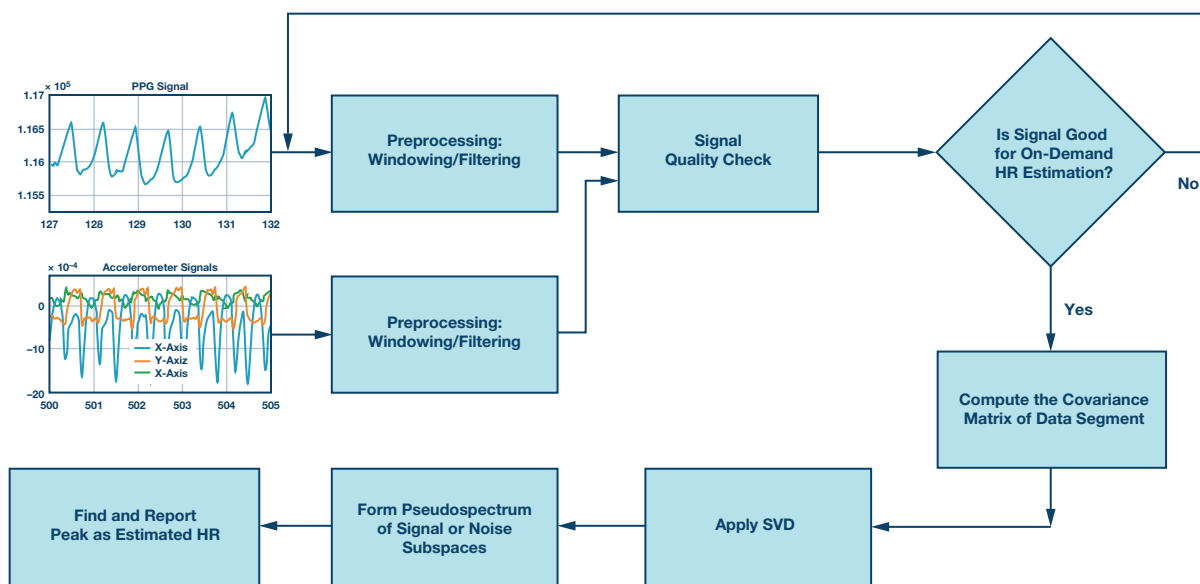 PPG Signal
× 10⁵
1.17
1.165
1.16
1.155
127 128 129 130 131 132
Preprocessing:
Windowing/Filtering
Signal
Quality Check
Is Signal Good
for On-Demand
HR Estimation?
No
Yes
Accelerometer Signals
× 10⁻⁴
0
−10
−20
X-Axis
Y-Axiz
X-Axis
500 501 502 503 504 505
Preprocessing:
Windowing/Filtering
Compute the Covariance
Matrix of Data Segment
Apply SVD
Form Pseudospectrum
of Signal or Noise
Subspaces
Find and Report
Peak as Estimated HR